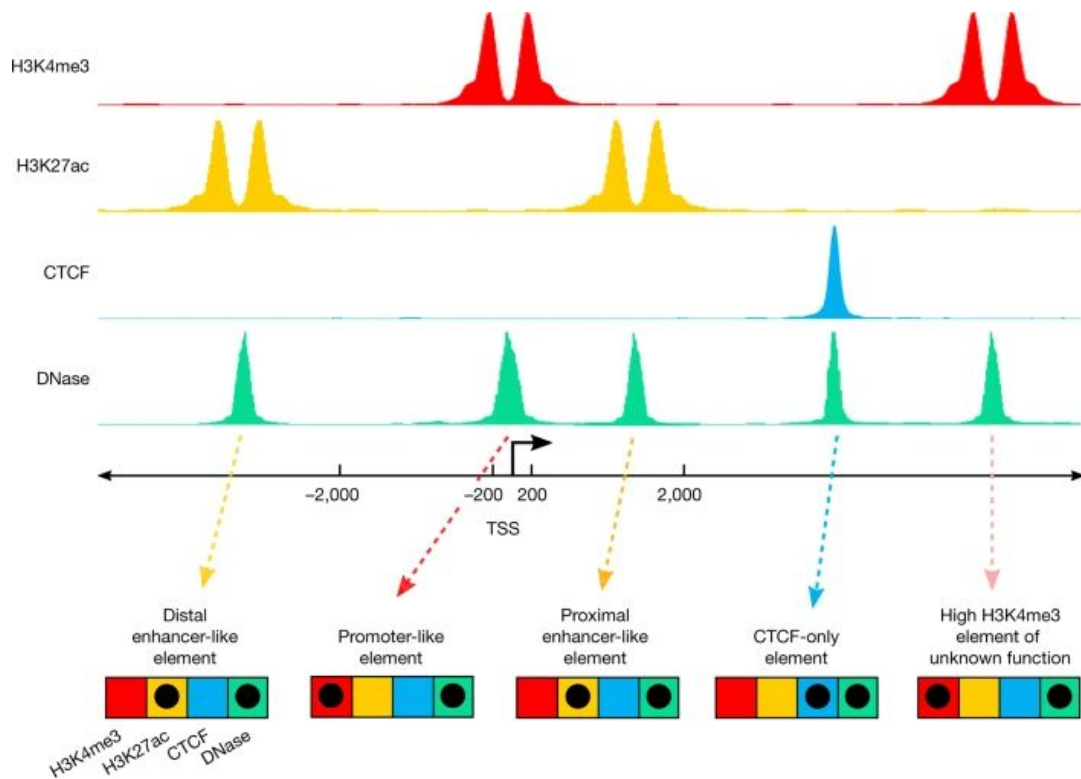 H3K4me3
H3K27ac
CTCF
DNase
–2,000
–200
200
2,000
TSS
Distal
enhancer-like
element
Promoter-like
element
Proximal
enhancer-like
element
CTCF-only
element
High H3K4me3
element of
unknown function
H3K4me3
H3K27ac
CTCF
DNase